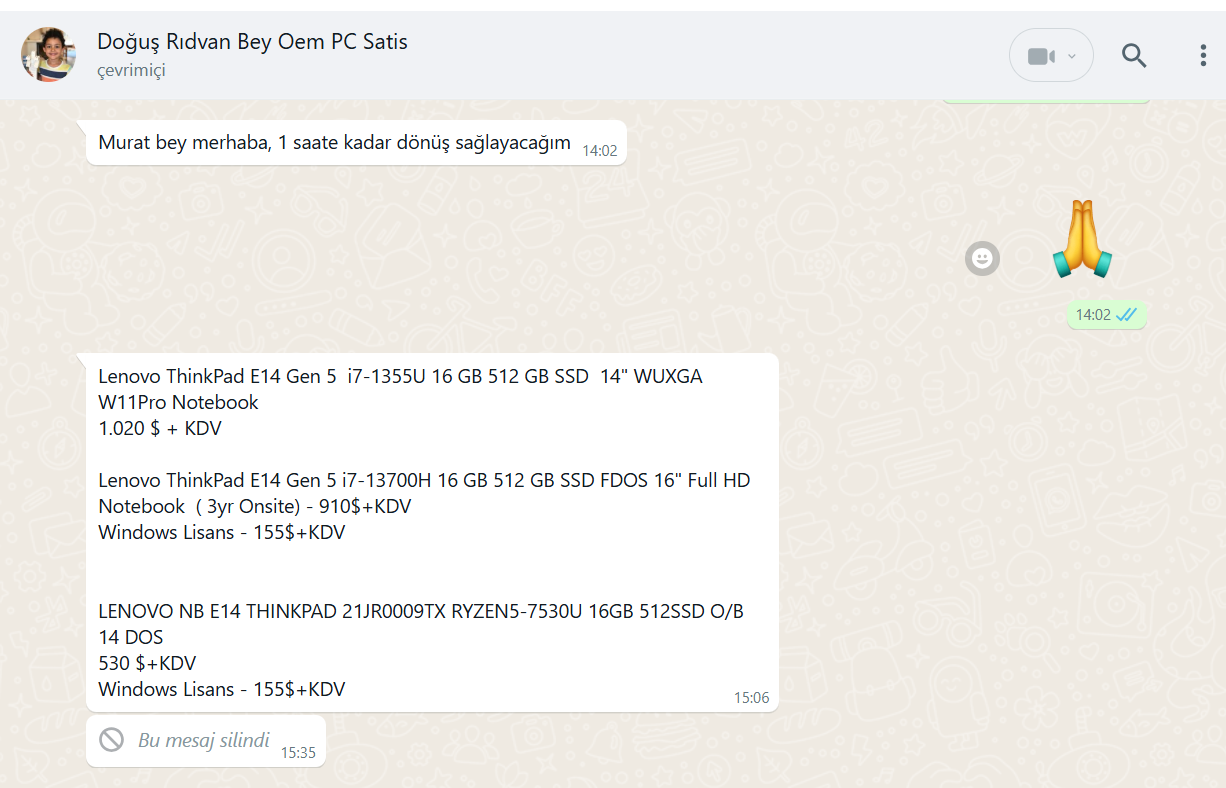 Doğuş Rıdvan Bey Oem PC Satis
çevrimiçi
Murat bey merhaba, 1 saate kadar dönüş sağlayacağım 14:02
14:02
Lenovo ThinkPad E14 Gen 5  i7-1355U 16 GB 512 GB SSD  14" WUXGA
W11Pro Notebook
1.020 $ + KDV
Lenovo ThinkPad E14 Gen 5 i7-13700H 16 GB 512 GB SSD FDOS 16" Full HD
Notebook  ( 3yr Onsite) - 910$+KDV
Windows Lisans - 155$+KDV
LENOVO NB E14 THINKPAD 21JR0009TX RYZEN5-7530U 16GB 512SSD O/B
14 DOS
530 $+KDV
Windows Lisans - 155$+KDV
15:06
Bu mesaj silindi 15:35